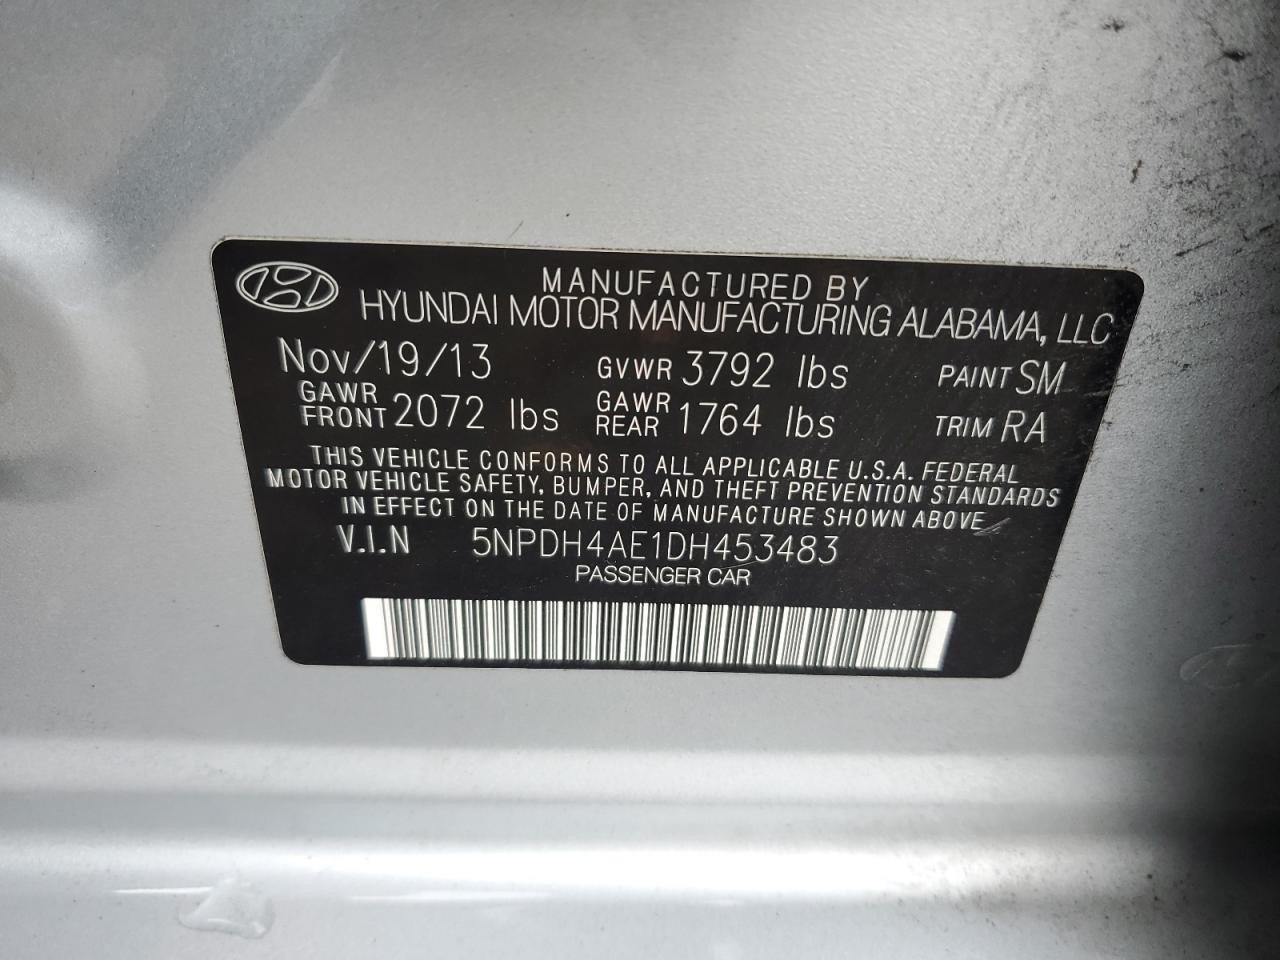 MANUFACTURED BY
HYUNDAI MOTOR MANUFACTURING ALABAMA, LLC
Nov/19/13 GVWR 3792 lbs PAINT SM
GAWR FRONT 2072 lbs GAWR REAR 1764 lbs TRIM RA
THIS VEHICLE CONFORMS TO ALL APPLICABLE U.S.A. FEDERAL
MOTOR VEHICLE SAFETY, BUMPER, AND THEFT PREVENTION STANDARDS
IN EFFECT ON THE DATE OF MANUFACTURE SHOWN ABOVE
V.I.N 5NPDH4AE1DH453483
PASSENGER CAR